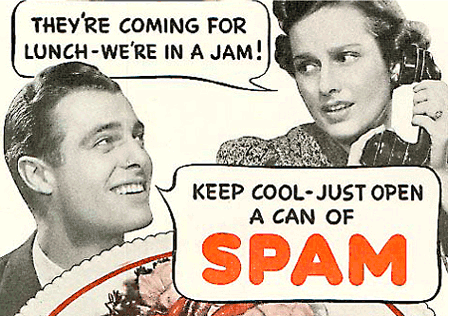 THEY'RE COMING FOR
LUNCH-WE'RE IN A JAM!
KEEP COOL-JUST OPEN
A CAN OF
SPAM